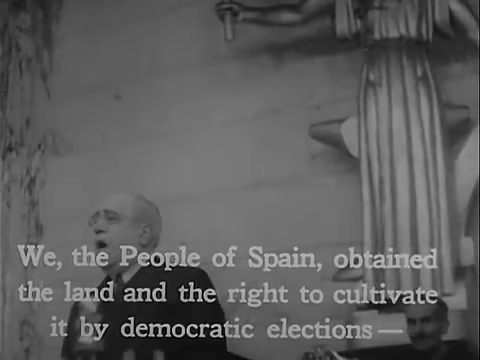 We, the People of Spain, obtained
the land and the right to cultivate
it by democratic elections—